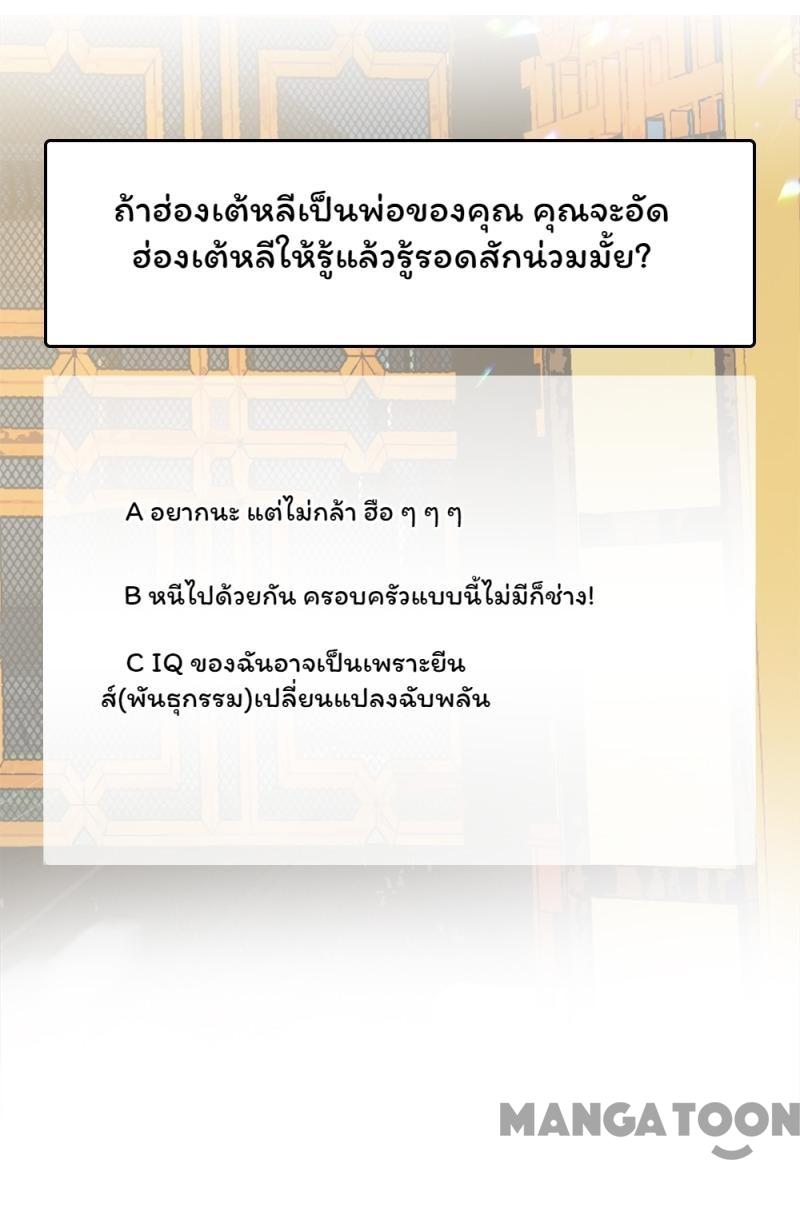 ถ้าฮ่องเต้หลีเป็นพ่อของคุณ คุณจะอัด
ฮ่องเต้หลีให้รู้แล้วรู้รอดสักน่วมมั้ย?
A อยากนะ แต่ไม่กล้า ฮือ ๆ ๆ ๆ
B หนีไปด้วยกัน ครอบครัวแบบนี้ไม่มีก็ช่าง!
C IQ ของฉันอาจเป็นเพราะยีน
ส์(พันธุกรรม)เปลี่ยนแปลงฉับพลัน
MANGA TOON